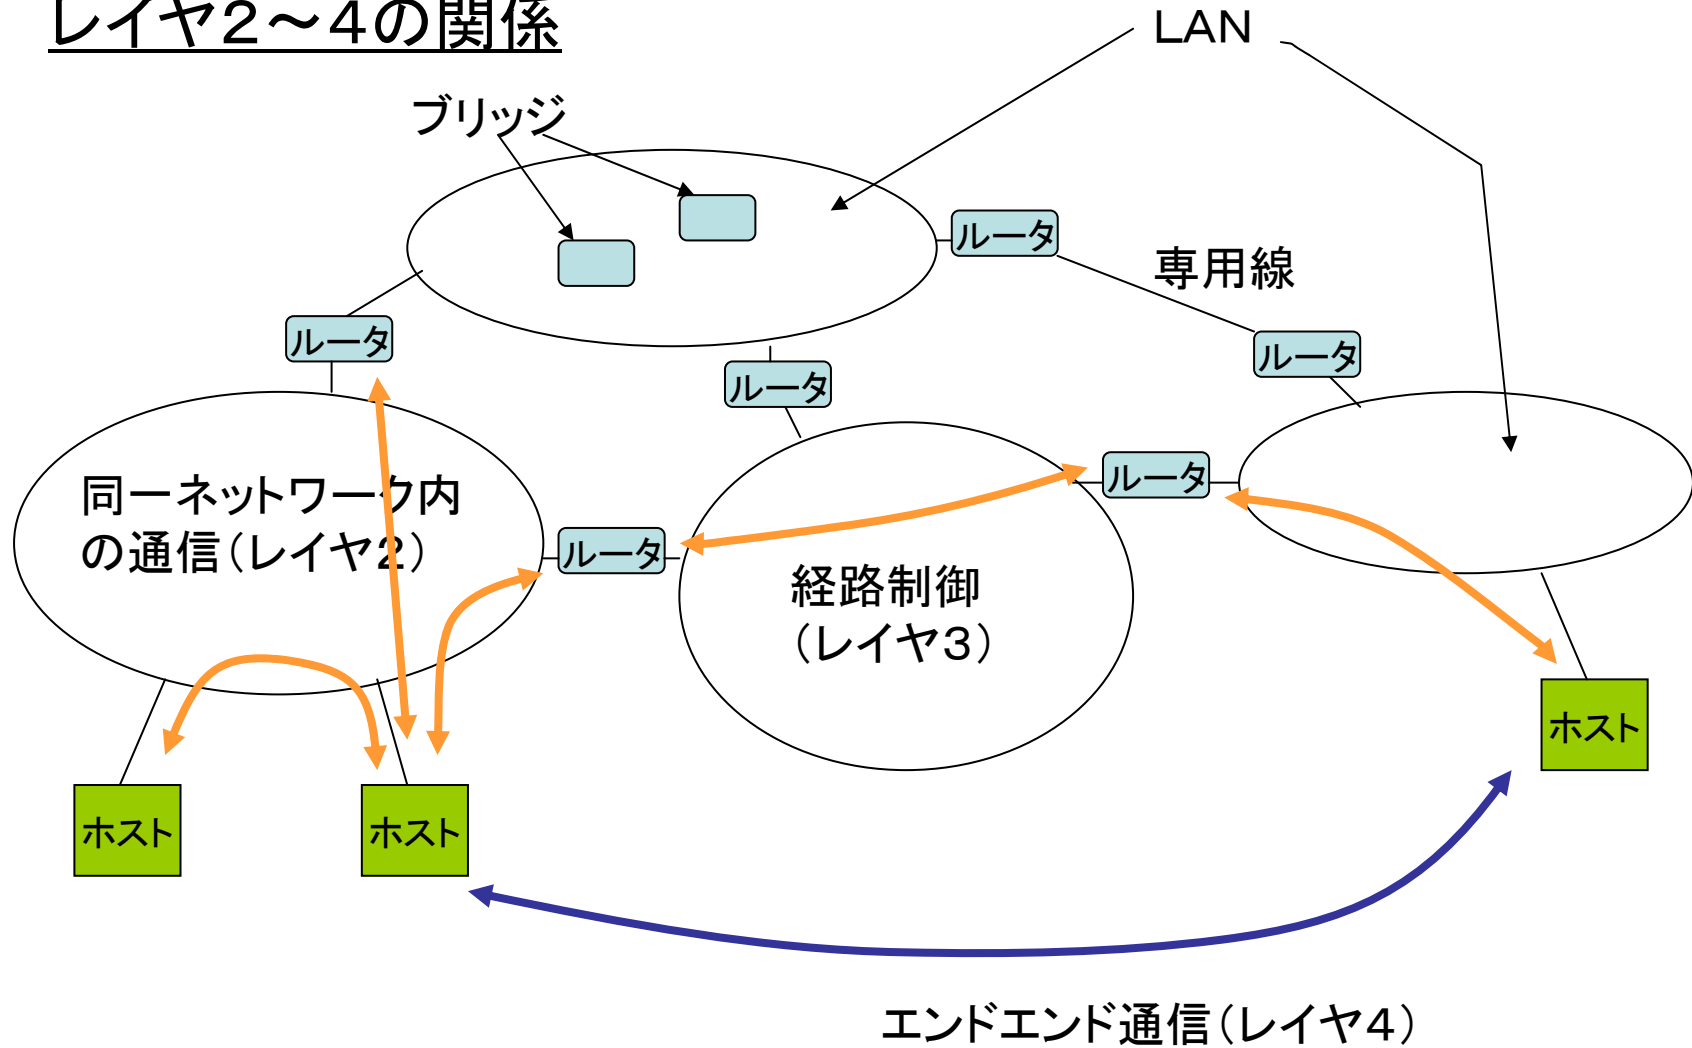 レイヤ2～4の関係
LAN
ブリッジ
ルータ
専用線
ルータ
ルータ
ルータ
ルータ
同一ネットワーク内
の通信(レイヤ2)
ルータ
経路制御
(レイヤ3)
ホスト
ホスト
ホスト
エンドエンド通信(レイヤ4)